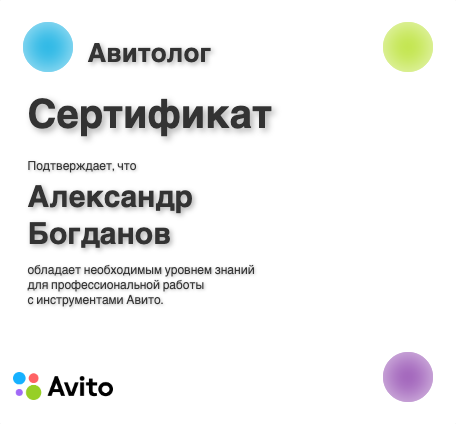 Авитолог
Сертификат
Подтверждает, что
Александр
Богданов
обладает необходимым уровнем знаний
для профессиональной работы
с инструментами Авито.
Avito